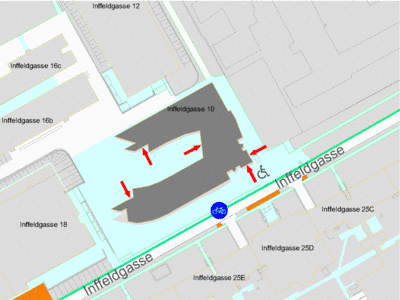 Inffeldgasse 12
Inffeldgasse 16c
Inffeldgasse 10
Inffeldgasse 16b
Inffeldgasse
Inffeldgasse 25C
Inffeldgasse 18
Inffeldgasse 25D
Inffeldgasse
Inffeldgasse 25E